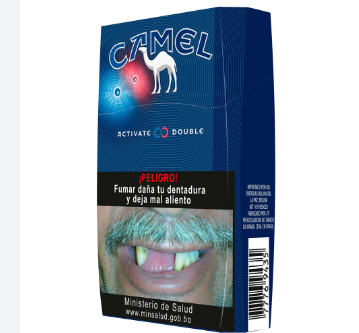 CAMEL
ACTIVATE DOUBLE
¡PELIGRO!
Fumar daña tu dentadura
y deja mal aliento
Ministerio de Salud
www.minsalud.gob.bo